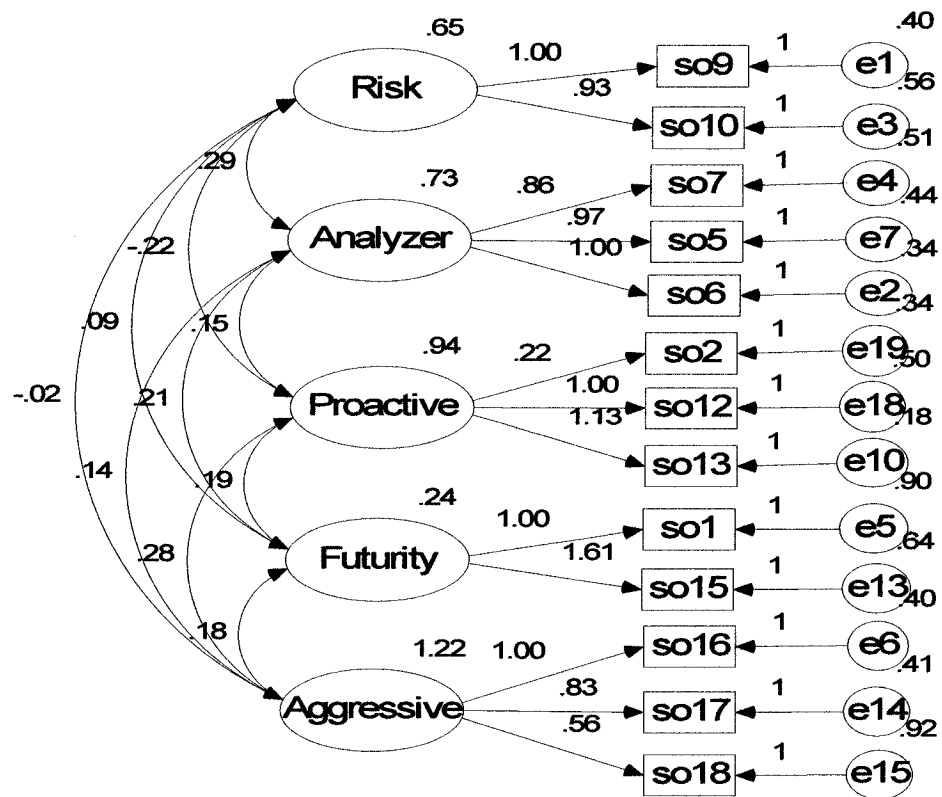 .40
.65
1.00 1
Risk so9 e1
.93 .56
1
so10 e3
.29 .51
.73 .86 1
so7 e4
.97 .44
Analyzer 1
1.00 so5 e7
-.22 .34
1
so6 e2
.09 .15 .34
.94 .22 1
so2 e19
1.00 .50
-.02 .21 Proactive 1
1.13 so12 e18
.18
.14 .19 1
so13 e10
.24 .90
1.00 1
so1 e5
.28 Futurity 1.61 .64
1
so15 e13
.18 .40
1.22 1.00 1
so16 e6
.83 .41
Aggressive 1
.56 so17 e14
.92
1
so18 e15